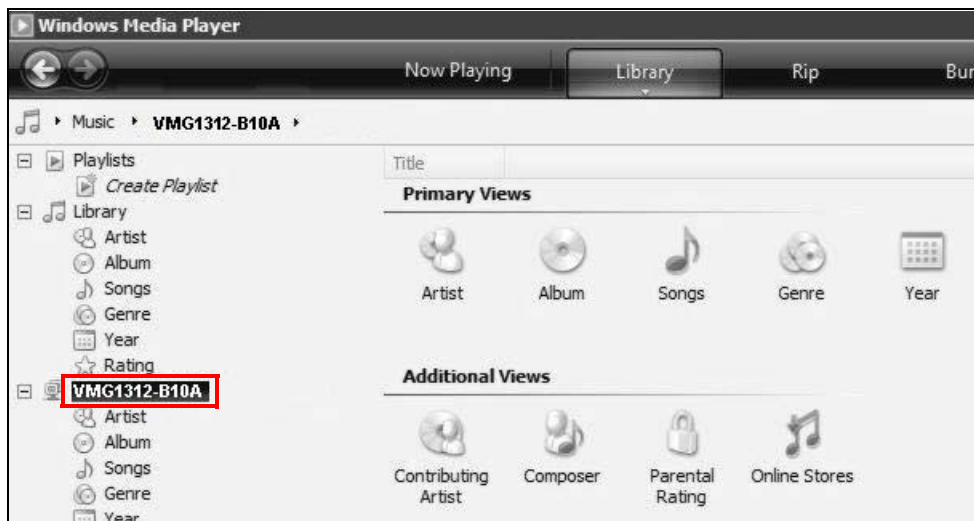 Windows Media Player
Now Playing Library Rip Bur
Music VMG1312-B10A
Playlists
Create Playlist
Library
Artist
Album
Songs
Genre
Year
Rating
VMG1312-B10A
Artist
Album
Songs
Genre
Year
Title
Primary Views
Artist Album Songs Genre Year
Additional Views
Contributing Artist
Composer
Parental Rating
Online Stores